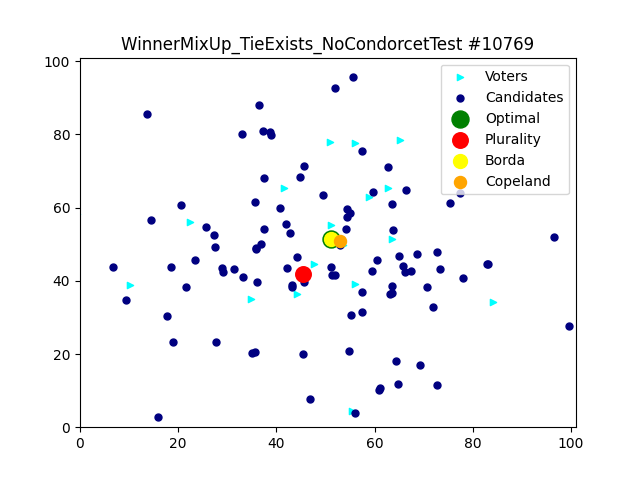 WinnerMixUp_TieExists_NoCondorcetTest #10769
100
80
60
40
20
0
0
20
40
60
80
100
Voters
Candidates
Optimal
Plurality
Borda
Copeland